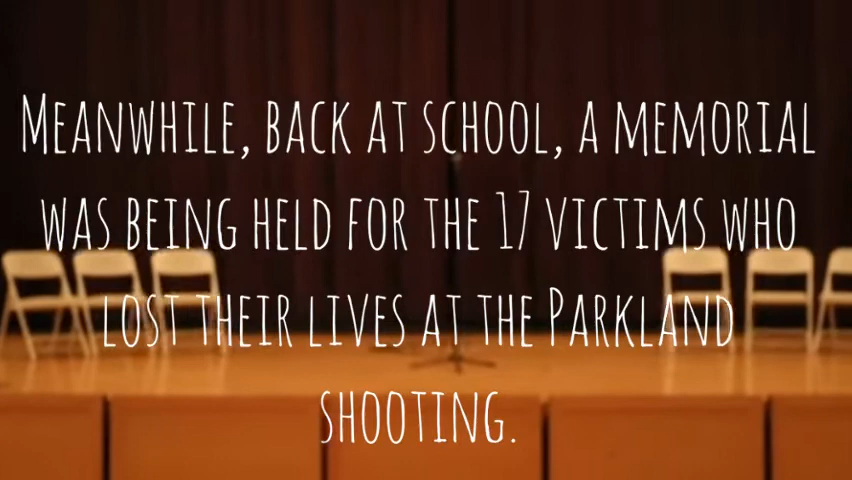 Meanwhile, back at school, a memorial
was being held for the 17 victims who
lost their lives at the Parkland
shooting.